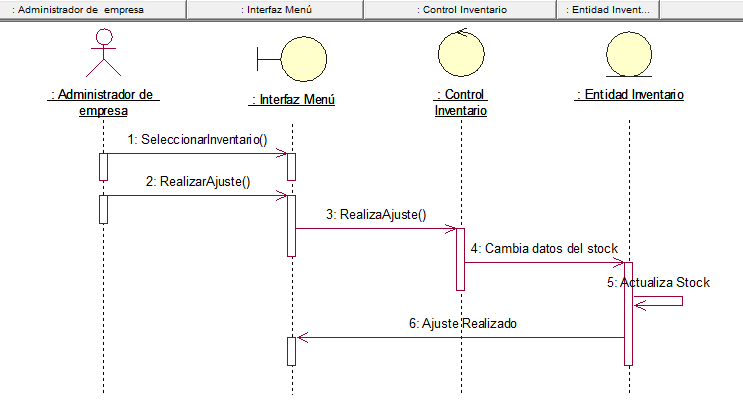 : Administrador de empresa
: Interfaz Menú
: Control Inventario
: Entidad Invent...
: Administrador de
empresa
: Interfaz Menú
: Control
Inventario
: Entidad Inventario
1: SeleccionarInventario()
2: RealizarAjuste()
3: RealizaAjuste()
4: Cambia datos del stock
5: Actualiza Stock
6: Ajuste Realizado